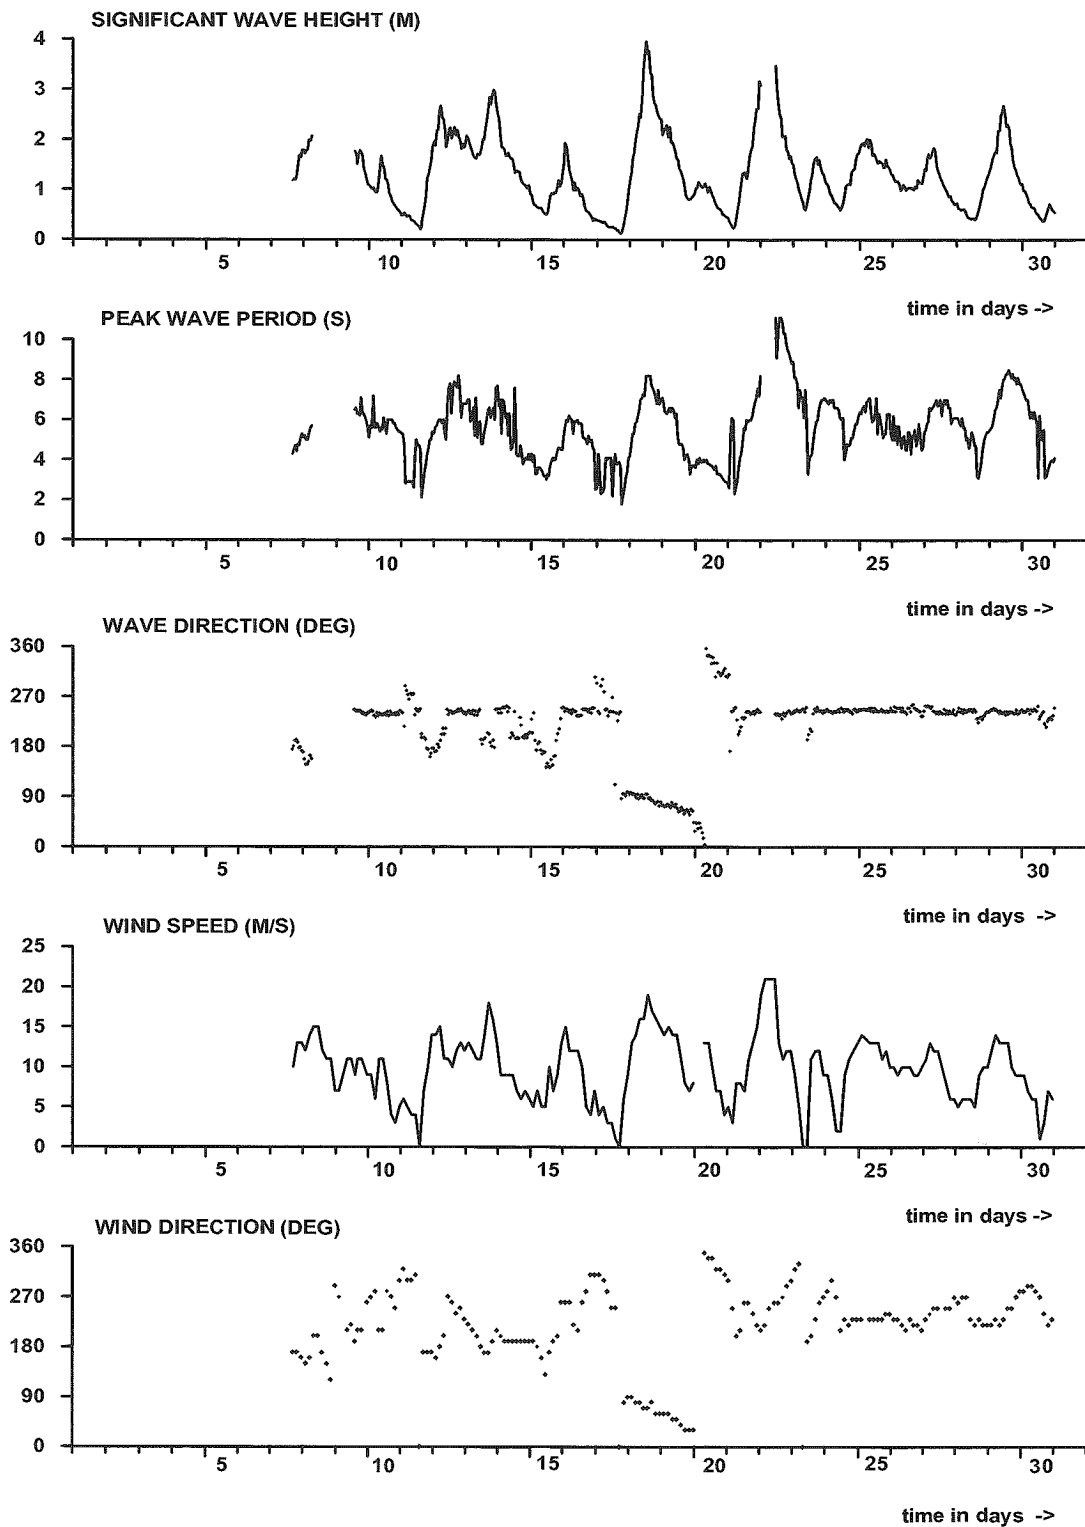 SIGNIFICANT WAVE HEIGHT (M)
4
3
2
1
0
5 10 15 20 25 30
time in days ->
PEAK WAVE PERIOD (S)
10
8
6
4
2
0
5 10 15 20 25 30
time in days ->
WAVE DIRECTION (DEG)
360
270
180
90
0
5 10 15 20 25 30
time in days ->
WIND SPEED (M/S)
25
20
15
10
5
0
5 10 15 20 25 30
time in days ->
WIND DIRECTION (DEG)
360
270
180
90
0
5 10 15 20 25 30
time in days ->